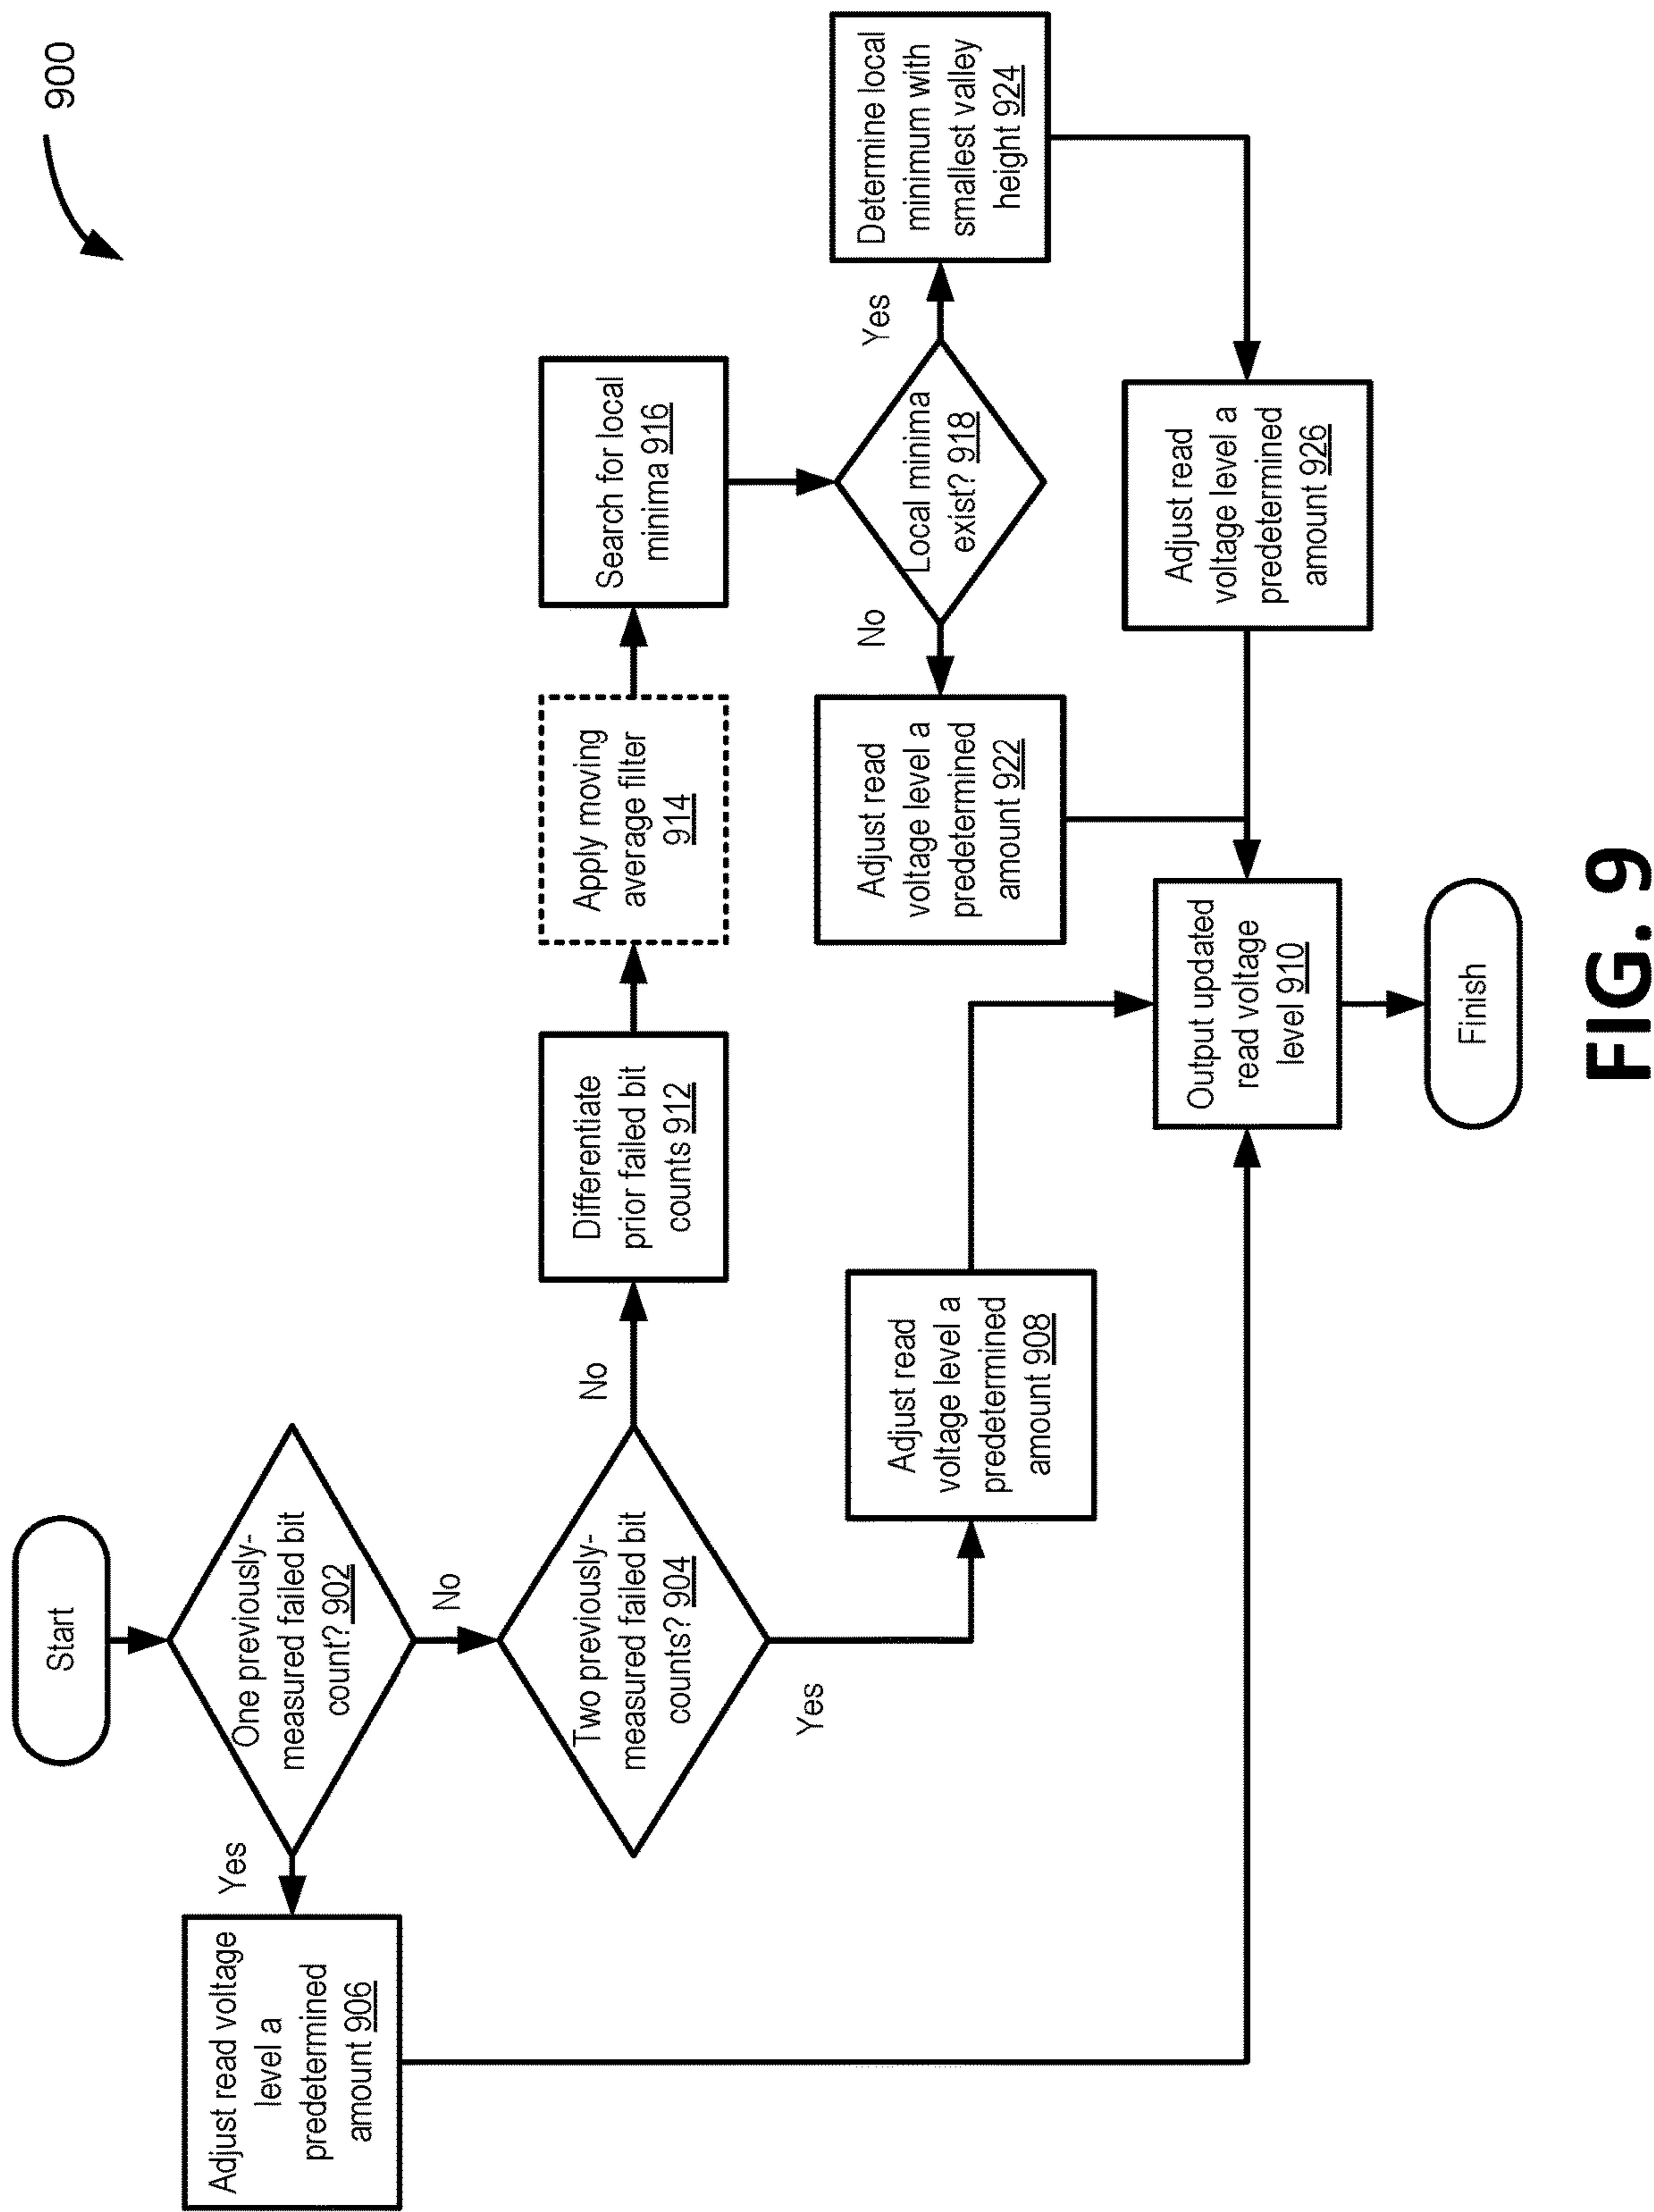 900
Start
One previously-
measured failed bit
count? 902
Yes
No
Adjust read voltage
level a
predetermined
amount 906
Two previously-
measured failed bit
counts? 904
No
Yes
Differentiate
prior failed bit
counts 912
Apply moving
average filter
914
Search for local
minima 916
Adjust read
voltage level a
predetermined
amount 908
Local minima
exist? 918
No
Yes
Adjust read
voltage level a
predetermined
amount 922
Determine local
minimum with
smallest valley
height 924
Adjust read
voltage level a
predetermined
amount 926
Output updated
read voltage
level 910
Finish
FIG. 9